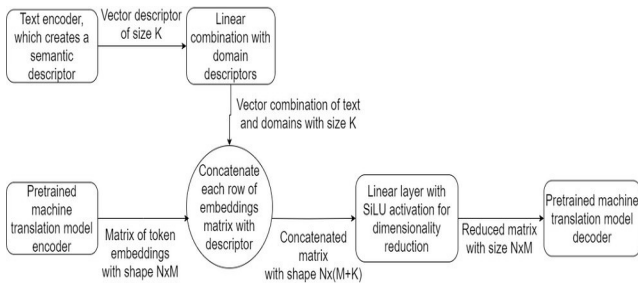 Text encoder,
which creates a
semantic
descriptor
Vector descriptor
of size K
Linear
combination with
domain
descriptors
Vector combination of text
and domains with size K
Pretrained
machine
translation model
encoder
Matrix of token
embeddings
with shape NxM
Concatenate
each row of
embeddings
matrix with
descriptor
Concatenated
matrix
with shape Nx(M+K)
Linear layer with
SiLU activation for
dimensionality
reduction
Reduced matrix
with size NxM
Pretrained machine
translation model
decoder